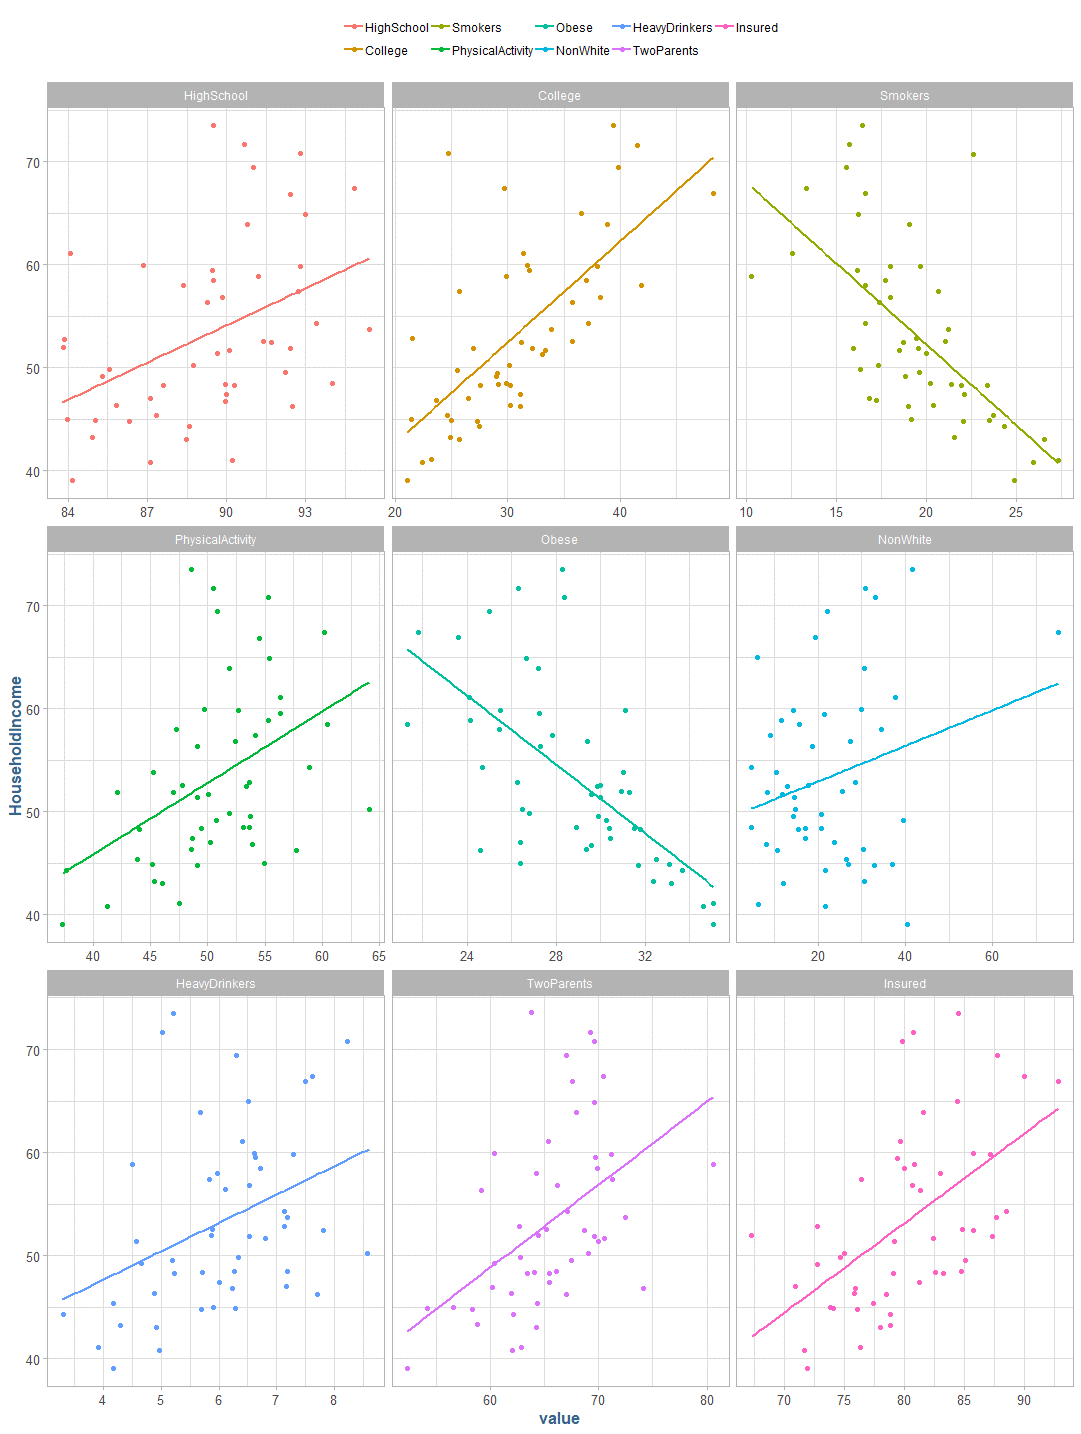 HighSchool Smokers Obese HeavyDrinkers Insured
College PhysicalActivity NonWhite TwoParents
HighSchool College Smokers
70
60
50
40
84 87 90 93 20 30 40 10 15 20 25
PhysicalActivity Obese NonWhite
70
60
50
40
40 45 50 55 60 65 24 28 32 20 40 60
HouseholdIncome
HeavyDrinkers TwoParents Insured
70
60
50
40
4 5 6 7 8 60 70 80 70 75 80 85 90
value